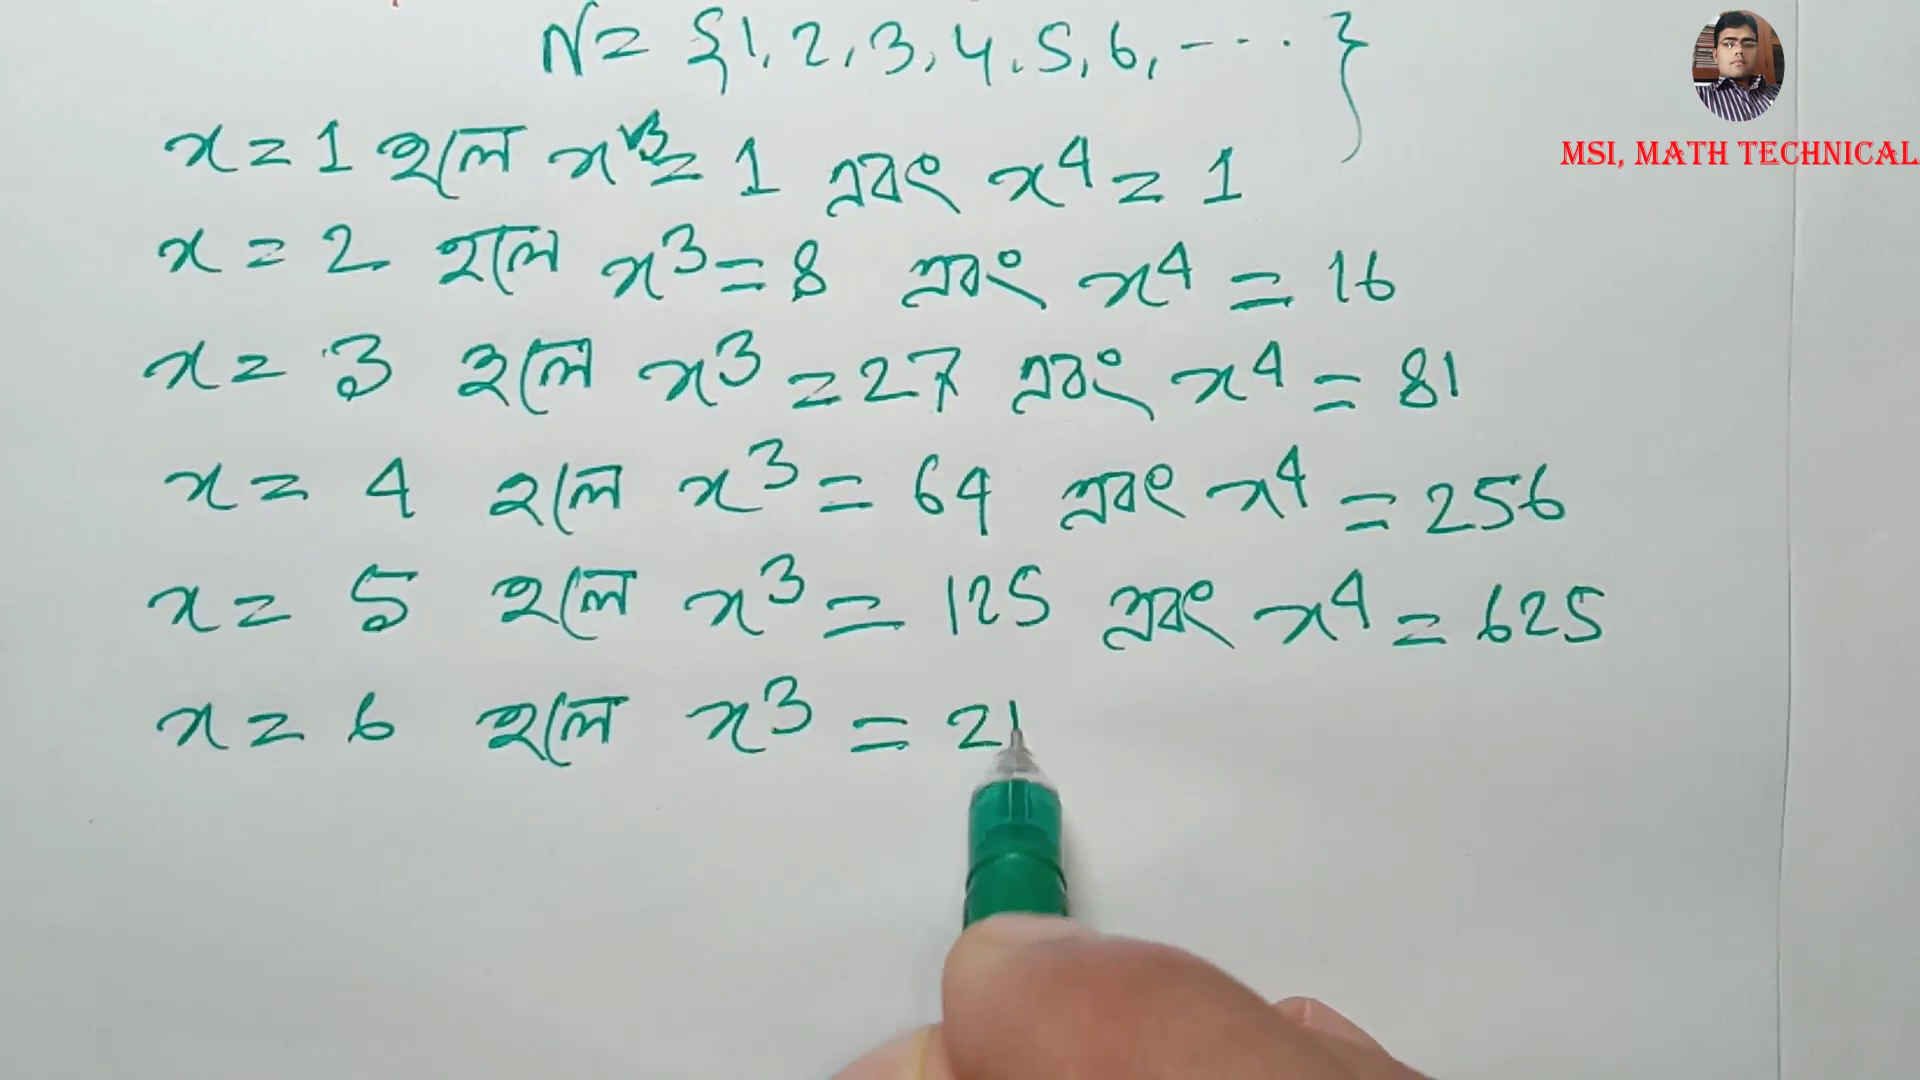 N = {1, 2, 3, 4, 5, 6, - - - - }
x = 1 হলে x³ = 1 এবং x⁴ = 1
x = 2 হলে x³ = 8 এবং x⁴ = 16
x = 3 হলে x³ = 27 এবং x⁴ = 81
x = 4 হলে x³ = 64 এবং x⁴ = 256
x = 5 হলে x³ = 125 এবং x⁴ = 625
x = 6 হলে x³ = 21
MSI, MATH TECHNICAL